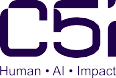 C5i
Human • AI • Impact